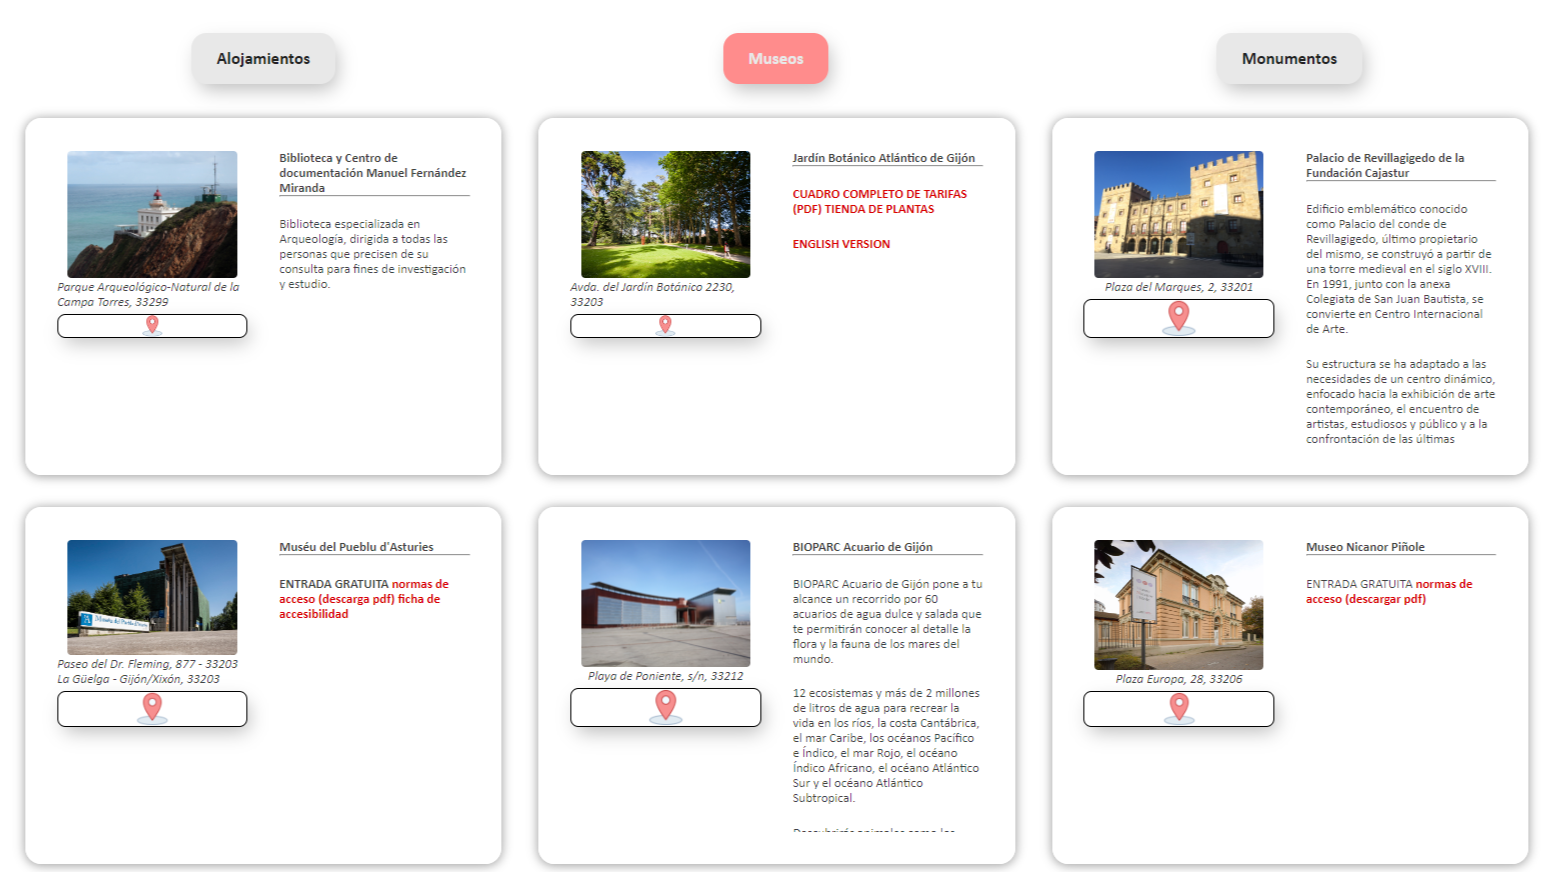 Alojamientos
Museos
Monumentos
Biblioteca y Centro de
documentación Manuel Fernández
Miranda
Biblioteca especializada en
Arqueología, dirigida a todas las
personas que precisen de su
consulta para fines de investigación
y estudio.
Parque Arqueológico-Natural de la
Campa Torres, 33299
Jardín Botánico Atlántico de Gijón
CUADRO COMPLETO DE TARIFAS
(PDF) TIENDA DE PLANTAS
ENGLISH VERSION
Avda. del Jardín Botánico 2230,
33203
Palacio de Revillagigedo de la
Fundación Cajastur
Edificio emblemático conocido
como Palacio del conde de
Revillagigedo, último propietario
del mismo, se construyó a partir de
una torre medieval en el siglo XVIII.
En 1991, junto con la anexa
Colegiata de San Juan Bautista, se
convierte en Centro Internacional
de Arte.
Su estructura se ha adaptado a las
necesidades de un centro dinámico,
enfocado hacia la exhibición de arte
contemporáneo, el encuentro de
artistas, estudiosos y público y a la
confrontación de las últimas
Plaza del Marques, 2, 33201
Muséu del Pueblu d'Asturies
ENTRADA GRATUITA normas de
acceso (descarga pdf) ficha de
accesibilidad
Muséu del Pueblu d'Asturies
Paseo del Dr. Fleming, 877 - 33203
La Güelga - Gijón/Xixón, 33203
BIOPARC Acuario de Gijón
BIOPARC Acuario de Gijón pone a tu
alcance un recorrido por 60
acuarios de agua dulce y salada que
te permitirán conocer al detalle la
flora y la fauna de los mares del
mundo.
12 ecosistemas y más de 2 millones
de litros de agua para recrear la
vida en los ríos, la costa Cantábrica,
el mar Caribe, los océanos Pacífico
e Índico, el mar Rojo, el océano
Índico Africano, el océano Atlántico
Sur y el océano Atlántico
Subtropical.
Descubrirás animales como los
Playa de Poniente, s/n, 33212
Museo Nicanor Piñole
ENTRADA GRATUITA normas de
acceso (descargar pdf)
Plaza Europa, 28, 33206